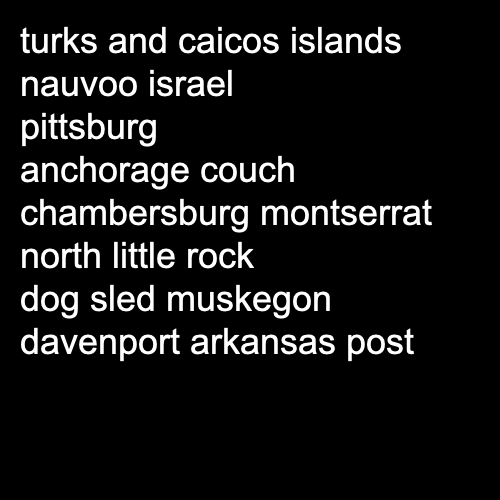 turks and caicos islands
nauvoo israel
pittsburg
anchorage couch
chambersburg montserrat
north little rock
dog sled muskegon
davenport arkansas post